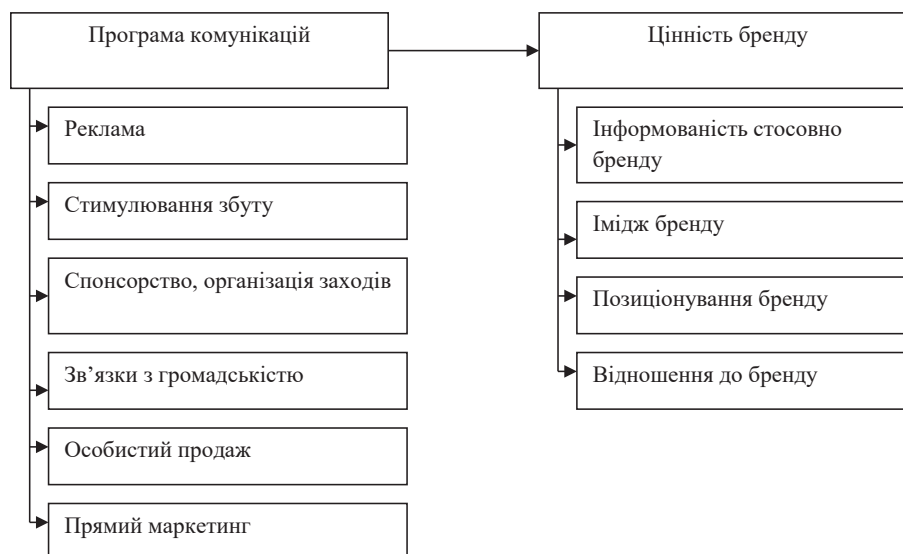 Програма комунікацій
Реклама
Стимулювання збуту
Спонсорство, організація заходів
Зв’язки з громадськістю
Особистий продаж
Прямий маркетинг
Цінність бренду
Інформованість стосовно
бренду
Імідж бренду
Позиціонування бренду
Відношення до бренду